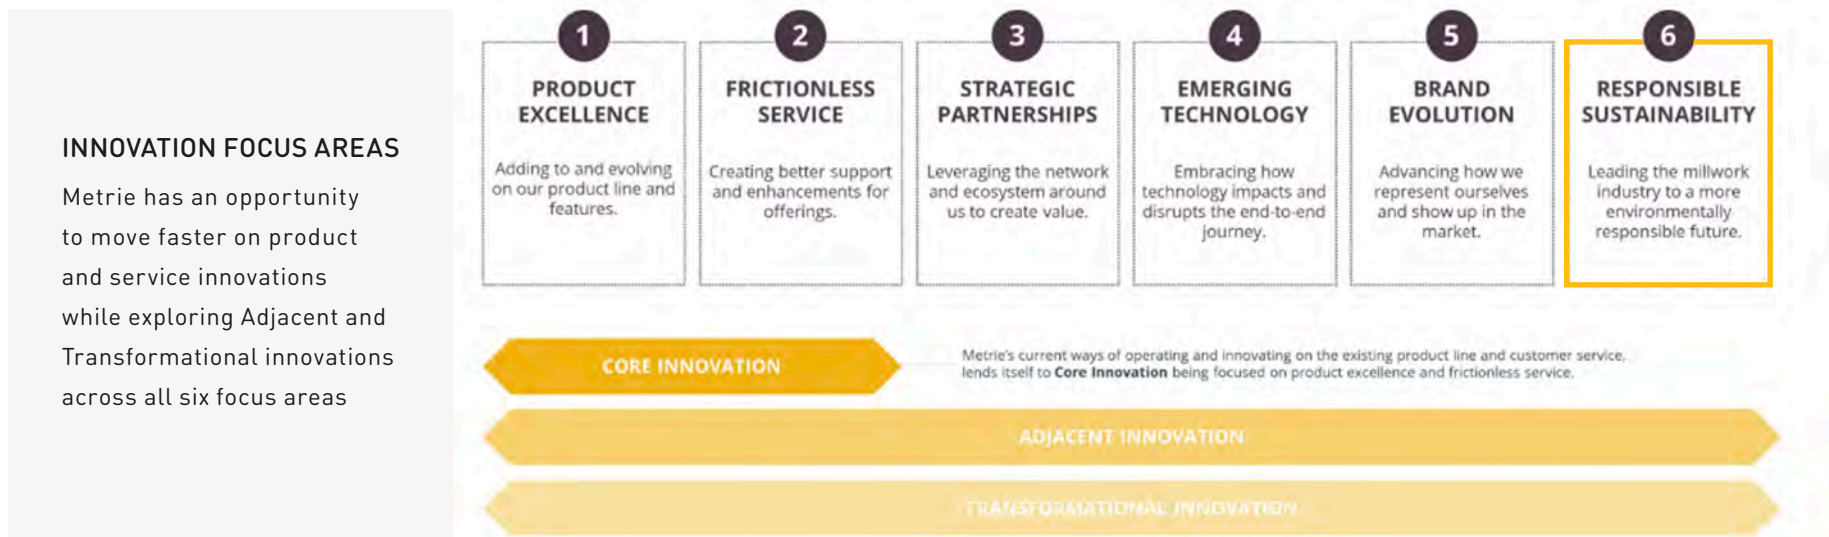 INNOVATION FOCUS AREAS
Metrie has an opportunity
to move faster on product
and service innovations
while exploring Adjacent and
Transformational innovations
across all six focus areas
1
PRODUCT
EXCELLENCE
Adding to and evolving
on our product line and
features.
2
FRICTIONLESS
SERVICE
Creating better support
and enhancements for
offerings.
3
STRATEGIC
PARTNERSHIPS
Leveraging the network
and ecosystem around
us to create value.
4
EMERGING
TECHNOLOGY
Embracing how
technology impacts and
disrupts the end-to-end
journey.
5
BRAND
EVOLUTION
Advancing how we
represent ourselves
and show up in the
market.
6
RESPONSIBLE
SUSTAINABILITY
Leading the millwork
industry to a more
environmentally
responsible future.
CORE INNOVATION
Metrie's current ways of operating and innovating on the existing product line and customer service,
lends itself to Core Innovation being focused on product excellence and frictionless service.
ADJACENT INNOVATION
TRANSFORMATIONAL INNOVATION